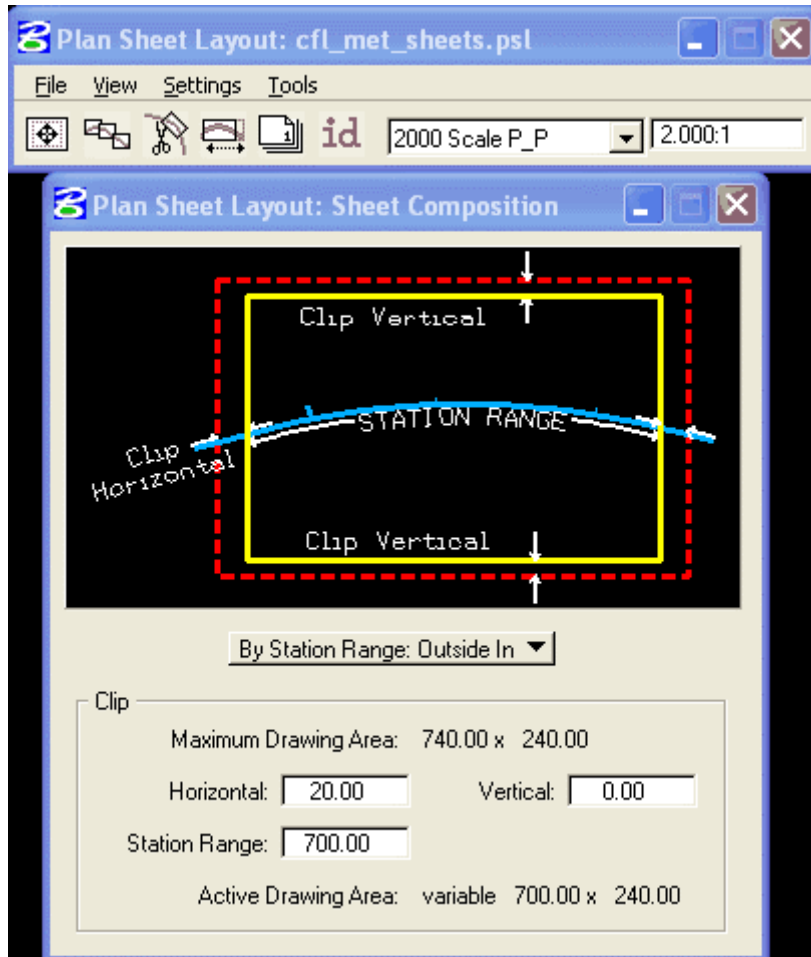 Plan Sheet Layout: cfl_met_sheets.psl
File View Settings Tools
id 2000 Scale P_P 2.000:1
Plan Sheet Layout: Sheet Composition
Clip Vertical
STATION RANGE
Clip
Horizontal
Clip Vertical
By Station Range: Outside In
Clip
Maximum Drawing Area: 740.00 x 240.00
Horizontal: 20.00 Vertical: 0.00
Station Range: 700.00
Active Drawing Area: variable 700.00 x 240.00